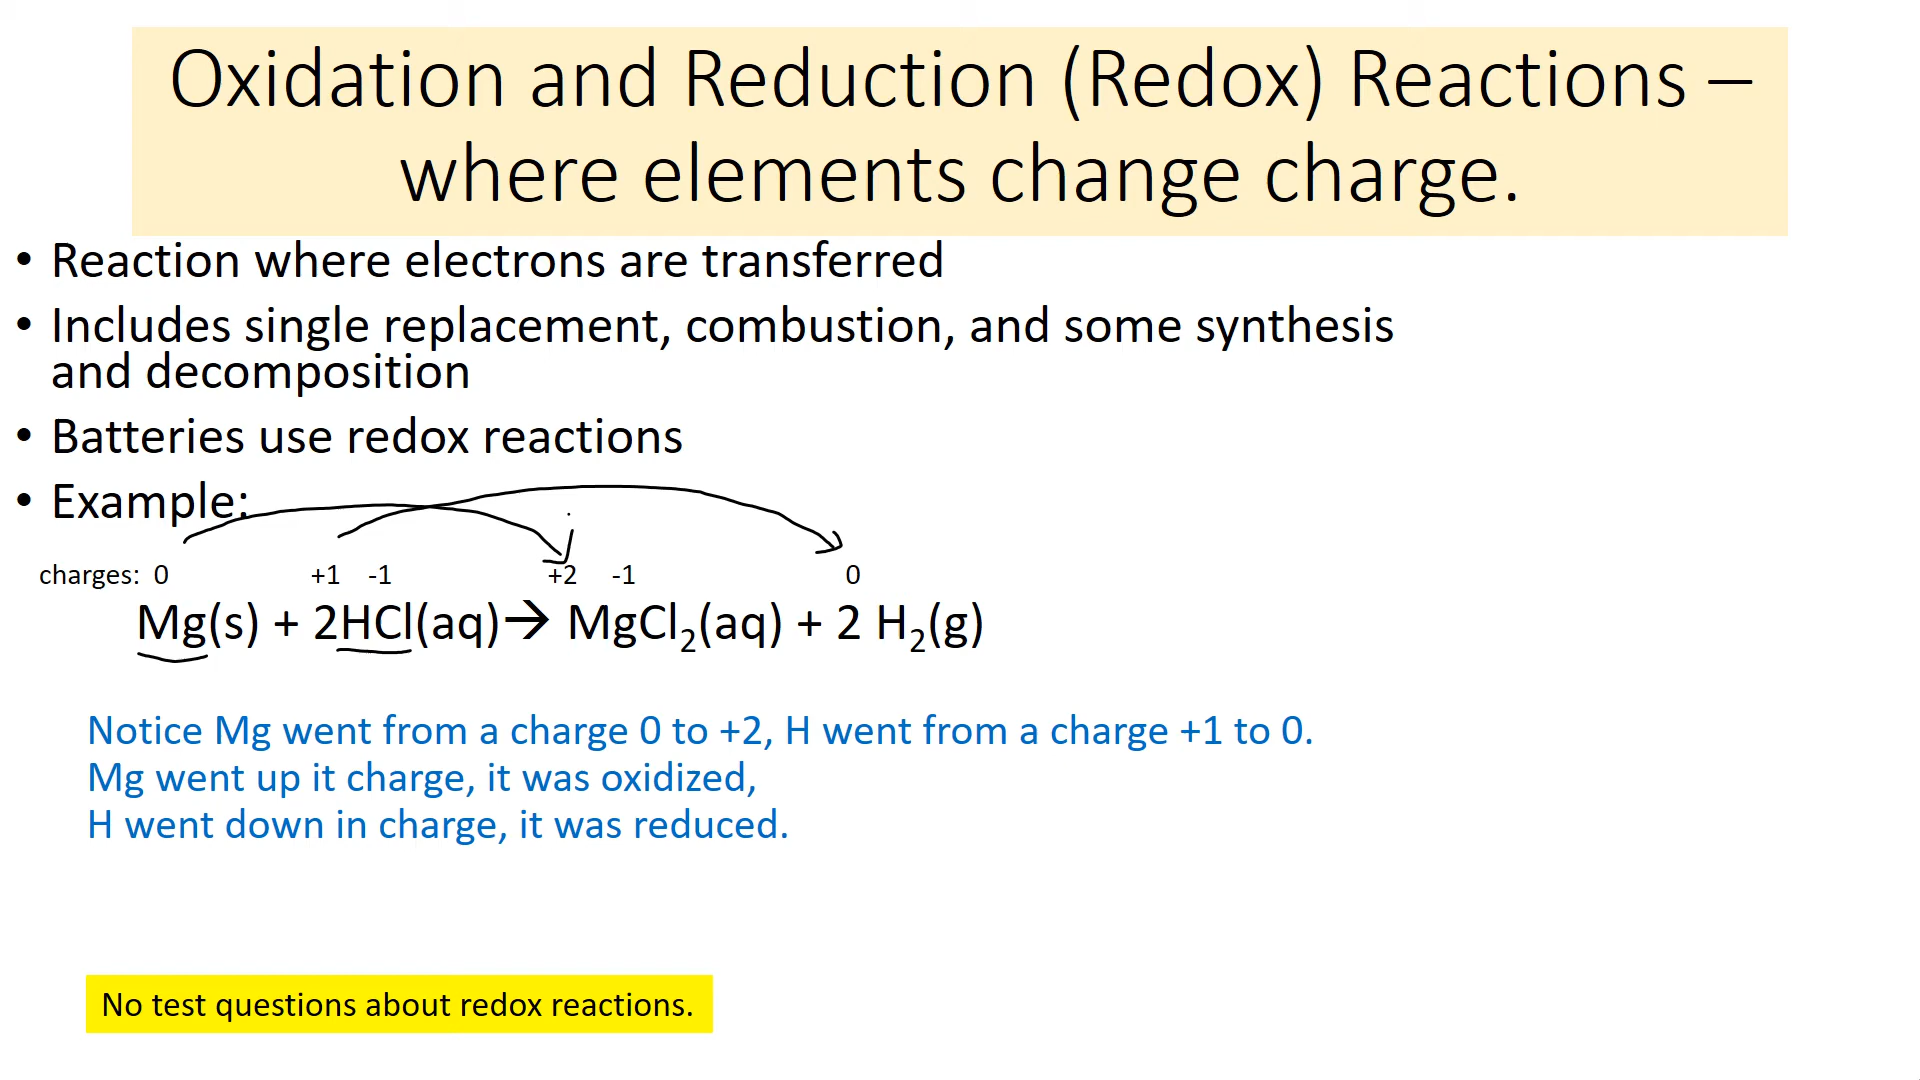 Oxidation and Reduction (Redox) Reactions –
where elements change charge.
• Reaction where electrons are transferred
• Includes single replacement, combustion, and some synthesis
and decomposition
• Batteries use redox reactions
• Example:
charges: 0 +1 -1 +2 -1 0
Mg(s) + 2HCl(aq)→ MgCl₂(aq) + 2 H₂(g)
Notice Mg went from a charge 0 to +2, H went from a charge +1 to 0.
Mg went up it charge, it was oxidized,
H went down in charge, it was reduced.
No test questions about redox reactions.